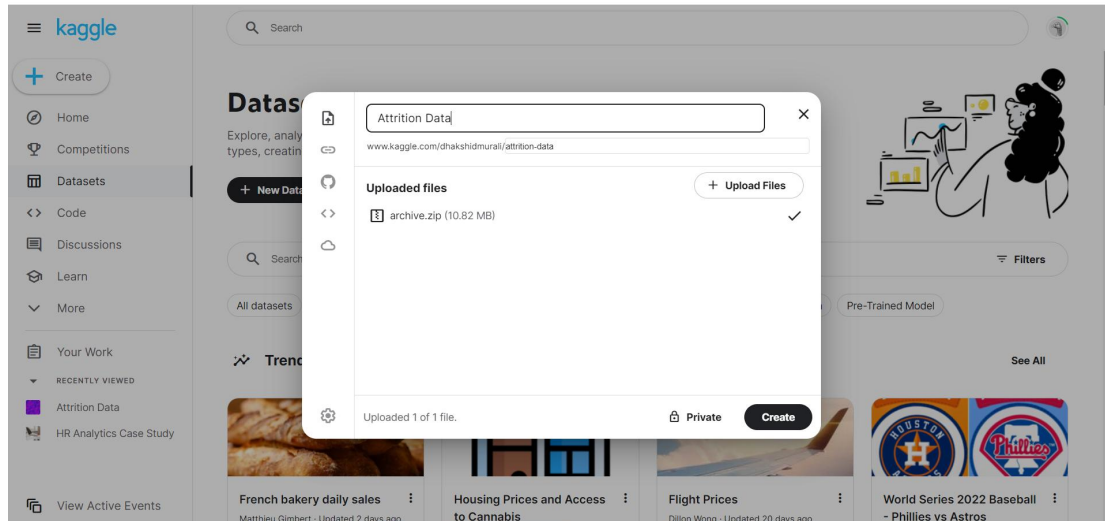 kaggle
Search
Create
Home
Competitions
Datasets
Code
Discussions
Learn
More
Your Work
RECENTLY VIEWED
Attrition Data
HR Analytics Case Study
View Active Events
Datas
Explore, analy
types, creatin
+ New Data
Search
Filters
All datasets
Pre-Trained Model
Trend
See All
Attrition Data
www.kaggle.com/dhakshidmurali/attrition-data
Uploaded files
+ Upload Files
archive.zip (10.82 MB)
Uploaded 1 of 1 file.
Private
Create
HOUSTON
Phillies
French bakery daily sales
Matthieu Gimbert · Updated 2 days ago
Housing Prices and Access
to Cannabis
Flight Prices
Dillon Wong · Updated 20 days ago
World Series 2022 Baseball
- Phillies vs Astros